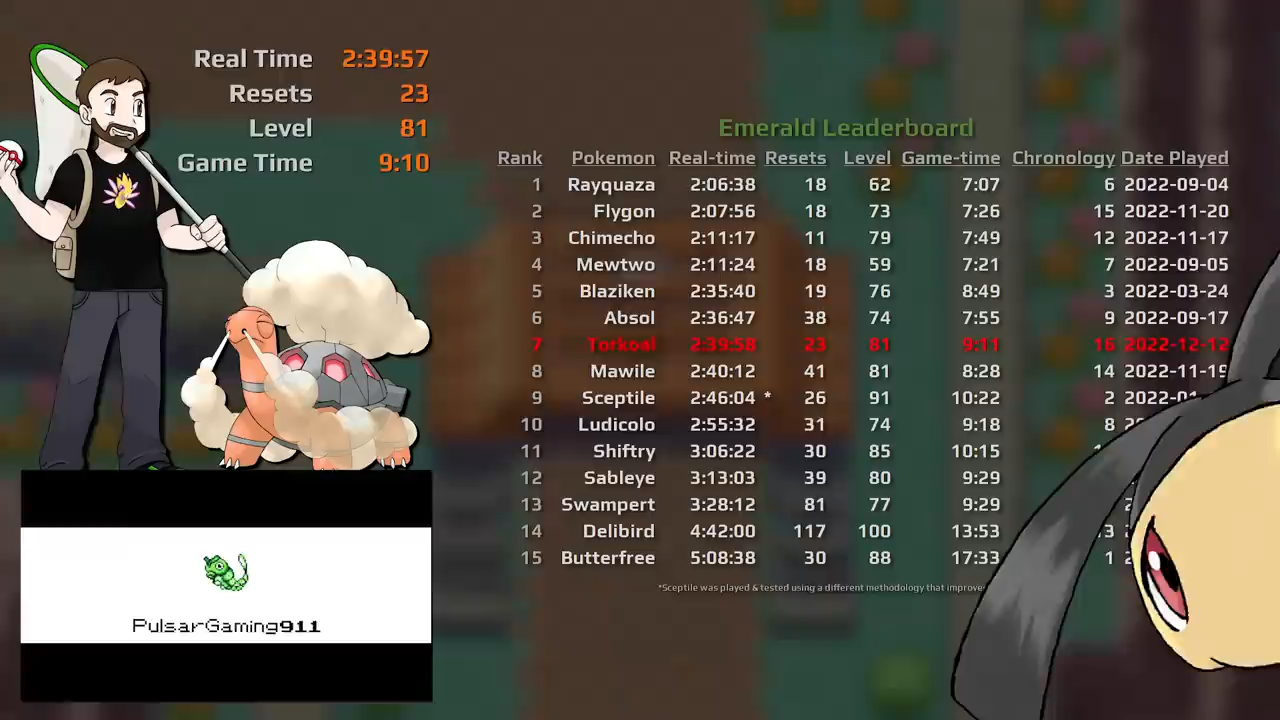 Real Time 2:39:57
Resets 23
Level 81
Game Time 9:10
Emerald Leaderboard
Rank Pokemon Real-time Resets Level Game-time Chronology Date Played
1 Rayquaza 2:06:38 18 62 7:07 6 2022-09-04
2 Flygon 2:07:56 18 73 7:26 15 2022-11-20
3 Chimecho 2:11:17 11 79 7:49 12 2022-11-17
4 Mewtwo 2:11:24 18 59 7:21 7 2022-09-05
5 Blaziken 2:35:40 19 76 8:49 3 2022-03-24
6 Absol 2:36:47 38 74 7:55 9 2022-09-17
7 Torkoal 2:39:58 23 81 9:11 16 2022-12-12
8 Mawile 2:40:12 41 81 8:28 14 2022-11-19
9 Sceptile 2:46:04 * 26 91 10:22 2 2022-01-
10 Ludicolo 2:55:32 31 74 9:18 8
11 Shiftry 3:06:22 30 85 10:15
12 Sableye 3:13:03 39 80 9:29
13 Swampert 3:28:12 81 77 9:29
14 Delibird 4:42:00 117 100 13:53 3
15 Butterfree 5:08:38 30 88 17:33 1
*Sceptile was played & tested using a different methodology that improve
PulsarGaming911